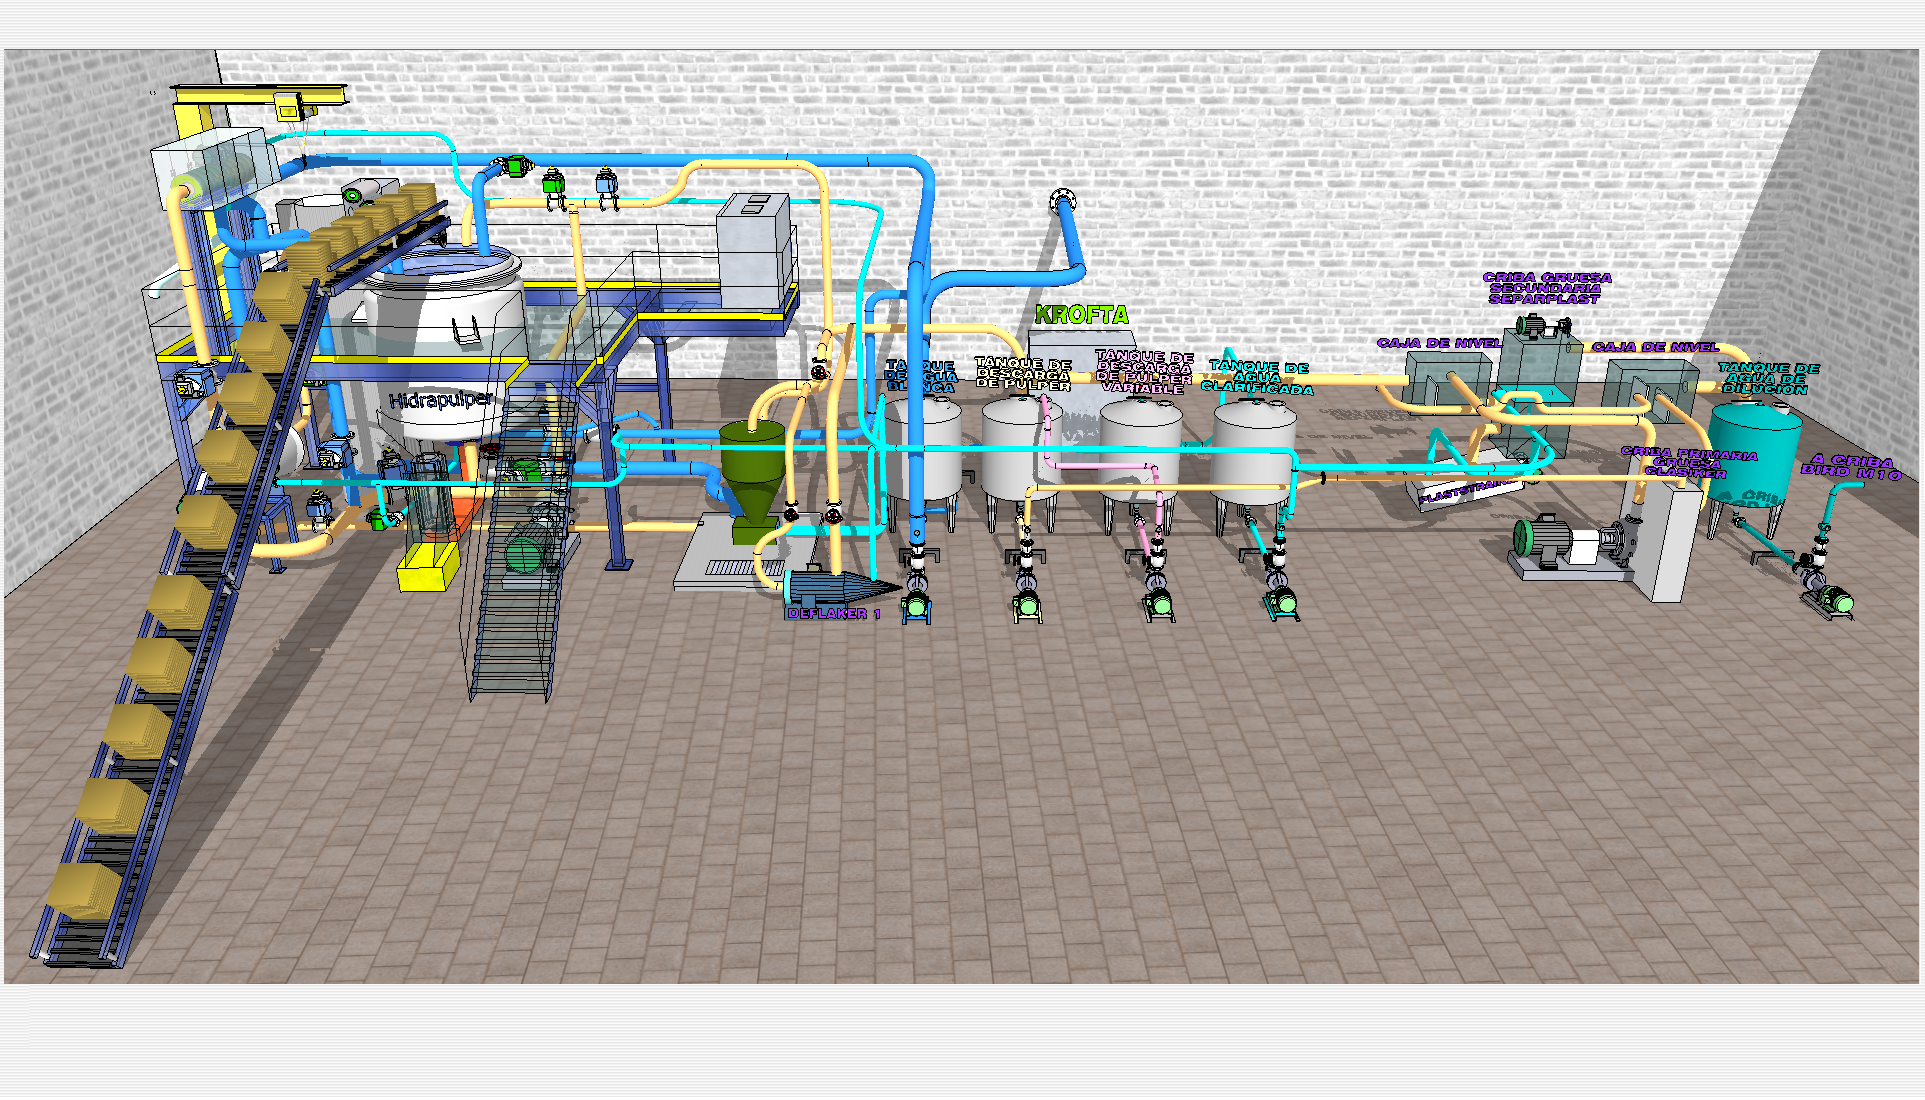 Hidrapulper
KROFTA
TANQUE
DE AGUA
BLANCA
TANQUE DE
DESCARGA
DE PULPER
TANQUE DE
DESCARGA
DE PULPER
VARIABLE
TANQUE DE
AGUA
CLARIFICADA
CRIBA GRUESA
SECUNDARIA
SEPARPLAST
CAJA DE NIVEL
CAJA DE NIVEL
TANQUE DE
AGUA DE
DILUCION
CRIBA PRIMARIA
GRUESA
A CRIBA
BIRD M10
DEFLAKER 1